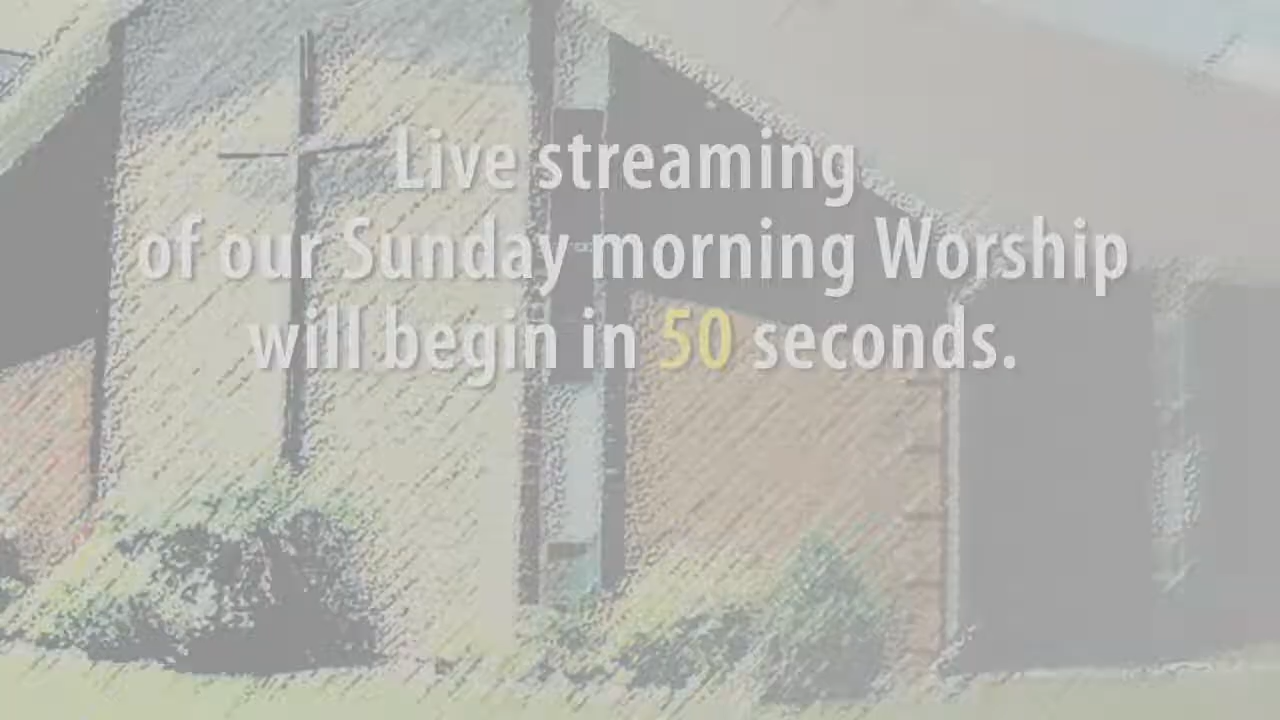 Live streaming
of our Sunday morning Worship
will begin in 50 seconds.